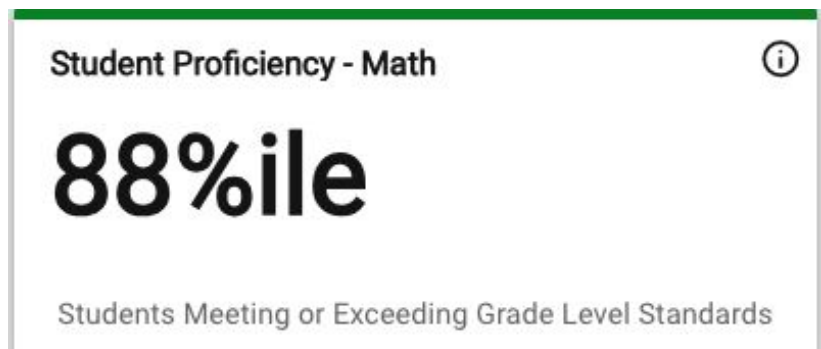 Student Proficiency - Math
88%ile
Students Meeting or Exceeding Grade Level Standards